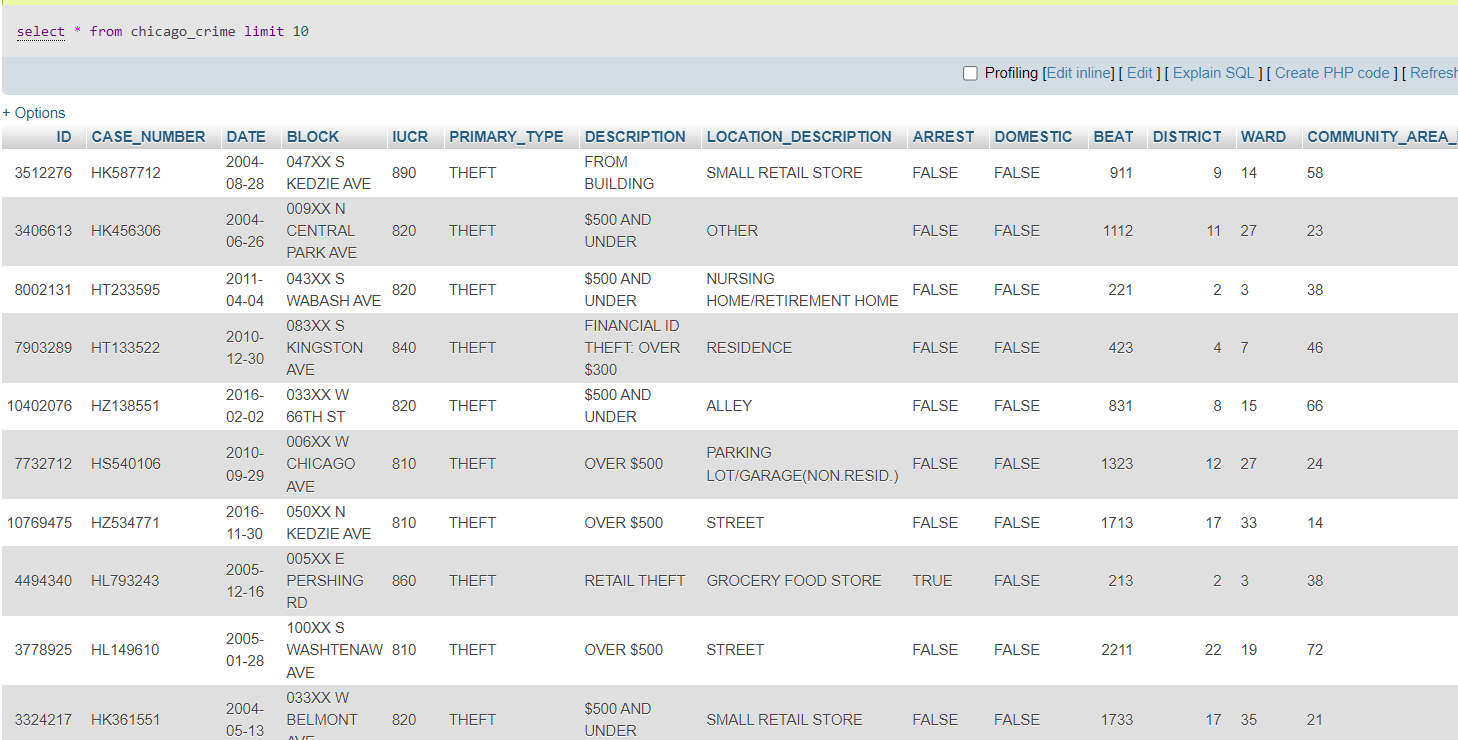 select * from chicago_crime limit 10
Profiling [Edit inline] [ Edit ] [ Explain SQL ] [ Create PHP code ] [ Refresh
+ Options
ID CASE_NUMBER DATE BLOCK IUCR PRIMARY_TYPE DESCRIPTION LOCATION_DESCRIPTION ARREST DOMESTIC BEAT DISTRICT WARD COMMUNITY_AREA_
3512276 HK587712 2004-08-28 047XX S KEDZIE AVE 890 THEFT FROM BUILDING SMALL RETAIL STORE FALSE FALSE 911 9 14 58
3406613 HK456306 2004-06-26 009XX N CENTRAL PARK AVE 820 THEFT $500 AND UNDER OTHER FALSE FALSE 1112 11 27 23
8002131 HT233595 2011-04-04 043XX S WABASH AVE 820 THEFT $500 AND UNDER NURSING HOME/RETIREMENT HOME FALSE FALSE 221 2 3 38
7903289 HT133522 2010-12-30 083XX S KINGSTON AVE 840 THEFT FINANCIAL ID THEFT: OVER $300 RESIDENCE FALSE FALSE 423 4 7 46
10402076 HZ138551 2016-02-02 033XX W 66TH ST 820 THEFT $500 AND UNDER ALLEY FALSE FALSE 831 8 15 66
7732712 HS540106 2010-09-29 006XX W CHICAGO AVE 810 THEFT OVER $500 PARKING LOT/GARAGE(NON.RESID.) FALSE FALSE 1323 12 27 24
10769475 HZ534771 2016-11-30 050XX N KEDZIE AVE 810 THEFT OVER $500 STREET FALSE FALSE 1713 17 33 14
4494340 HL793243 2005-12-16 005XX E PERSHING RD 860 THEFT RETAIL THEFT GROCERY FOOD STORE TRUE FALSE 213 2 3 38
3778925 HL149610 2005-01-28 100XX S WASHTENAW AVE 810 THEFT OVER $500 STREET FALSE FALSE 2211 22 19 72
3324217 HK361551 2004-05-13 033XX W BELMONT AVE 820 THEFT $500 AND UNDER SMALL RETAIL STORE FALSE FALSE 1733 17 35 21